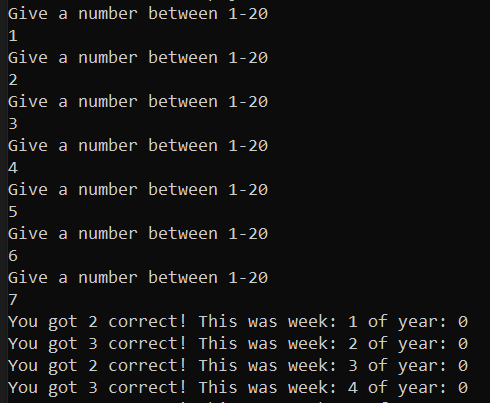 Give a number between 1-20
1
Give a number between 1-20
2
Give a number between 1-20
3
Give a number between 1-20
4
Give a number between 1-20
5
Give a number between 1-20
6
Give a number between 1-20
7
You got 2 correct! This was week: 1 of year: 0
You got 3 correct! This was week: 2 of year: 0
You got 2 correct! This was week: 3 of year: 0
You got 3 correct! This was week: 4 of year: 0